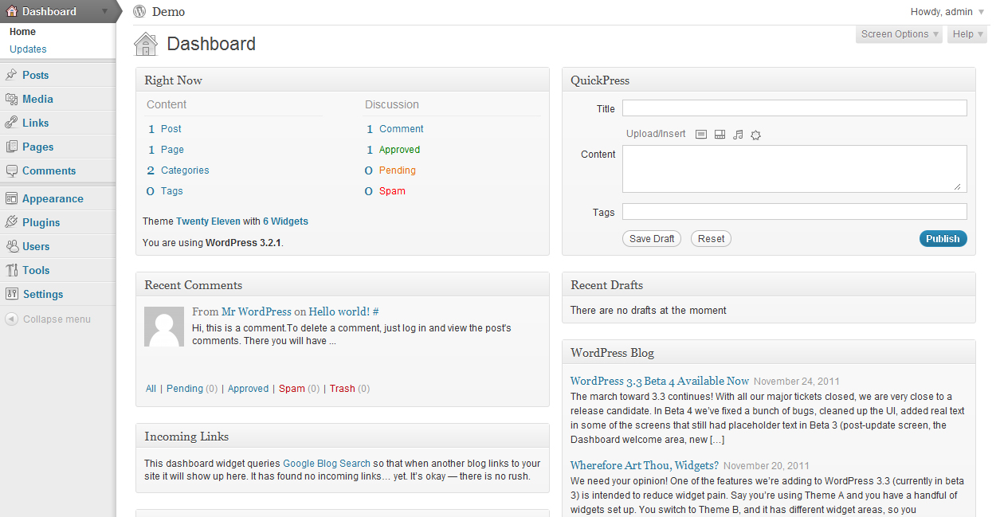 Dashboard
Home
Updates
Posts
Media
Links
Pages
Comments
Appearance
Plugins
Users
Tools
Settings
Collapse menu
Demo
Howdy, admin
Screen Options
Help
Dashboard
Right Now
Content
1 Post
1 Page
2 Categories
0 Tags
Discussion
1 Comment
1 Approved
0 Pending
0 Spam
Theme Twenty Eleven with 6 Widgets
You are using WordPress 3.2.1.
Recent Comments
From Mr WordPress on Hello world! #
Hi, this is a comment.To delete a comment, just log in and view the post's
comments. There you will have ...
All | Pending (0) | Approved | Spam (0) | Trash (0)
Incoming Links
This dashboard widget queries Google Blog Search so that when another blog links to your
site it will show up here. It has found no incoming links… yet. It’s okay — there is no rush.
QuickPress
Title
Upload/Insert
Content
Tags
Save Draft
Reset
Publish
Recent Drafts
There are no drafts at the moment
WordPress Blog
WordPress 3.3 Beta 4 Available Now November 24, 2011
The march toward 3.3 continues! With all our major tickets closed, we are very close to a
release candidate. In Beta 4 we’ve fixed a bunch of bugs, cleaned up the UI, added real text
in some of the screens that still had placeholder text in Beta 3 (post-update screen, the
Dashboard welcome area, new [...]
Wherefore Art Thou, Widgets? November 20, 2011
We need your opinion! One of the features we’re adding to WordPress 3.3 (currently in beta
3) is intended to reduce widget pain. Say you’re using Theme A and you have a handful of
widgets set up. You switch to Theme B, and it has different widget areas, so you